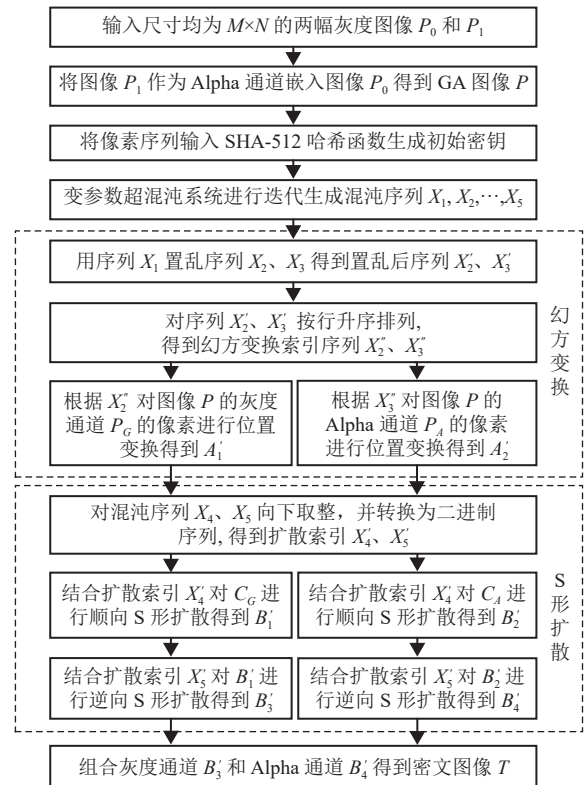 输入尺寸均为 M×N 的两幅灰度图像 P₀ 和 P₁
将图像 P₁ 作为 Alpha 通道嵌入图像 P₀ 得到 GA 图像 P
将像素序列输入 SHA-512 哈希函数生成初始密钥
变参数超混沌系统进行迭代生成混沌序列 X₁, X₂,⋯,X₅
用序列 X₁ 置乱序列 X₂、X₃ 得到置乱后序列 X₂′、X₃′
对序列 X₂′、X₃′ 按行升序排列,
得到幻方变换索引序列 X₂″、X₃″
根据 X₂″ 对图像 P 的灰度
通道 P_G 的像素进行位置
变换得到 A₁′
根据 X₃″ 对图像 P 的
Alpha 通道 P_A 的像素
进行位置变换得到 A₂′
幻
方
变
换
对混沌序列 X₄、X₅ 向下取整，并转换为二进制
序列, 得到扩散索引 X₄′、X₅′
结合扩散索引 X₄′ 对 C_G 进
行顺向 S 形扩散得到 B₁′
结合扩散索引 X₄′ 对 C_A 进
行顺向 S 形扩散得到 B₂′
结合扩散索引 X₅′ 对 B₁′ 进
行逆向 S 形扩散得到 B₃′
结合扩散索引 X₅′ 对 B₂′ 进
行逆向 S 形扩散得到 B₄′
S
形
扩
散
组合灰度通道 B₃′ 和 Alpha 通道 B₄′ 得到密文图像 T